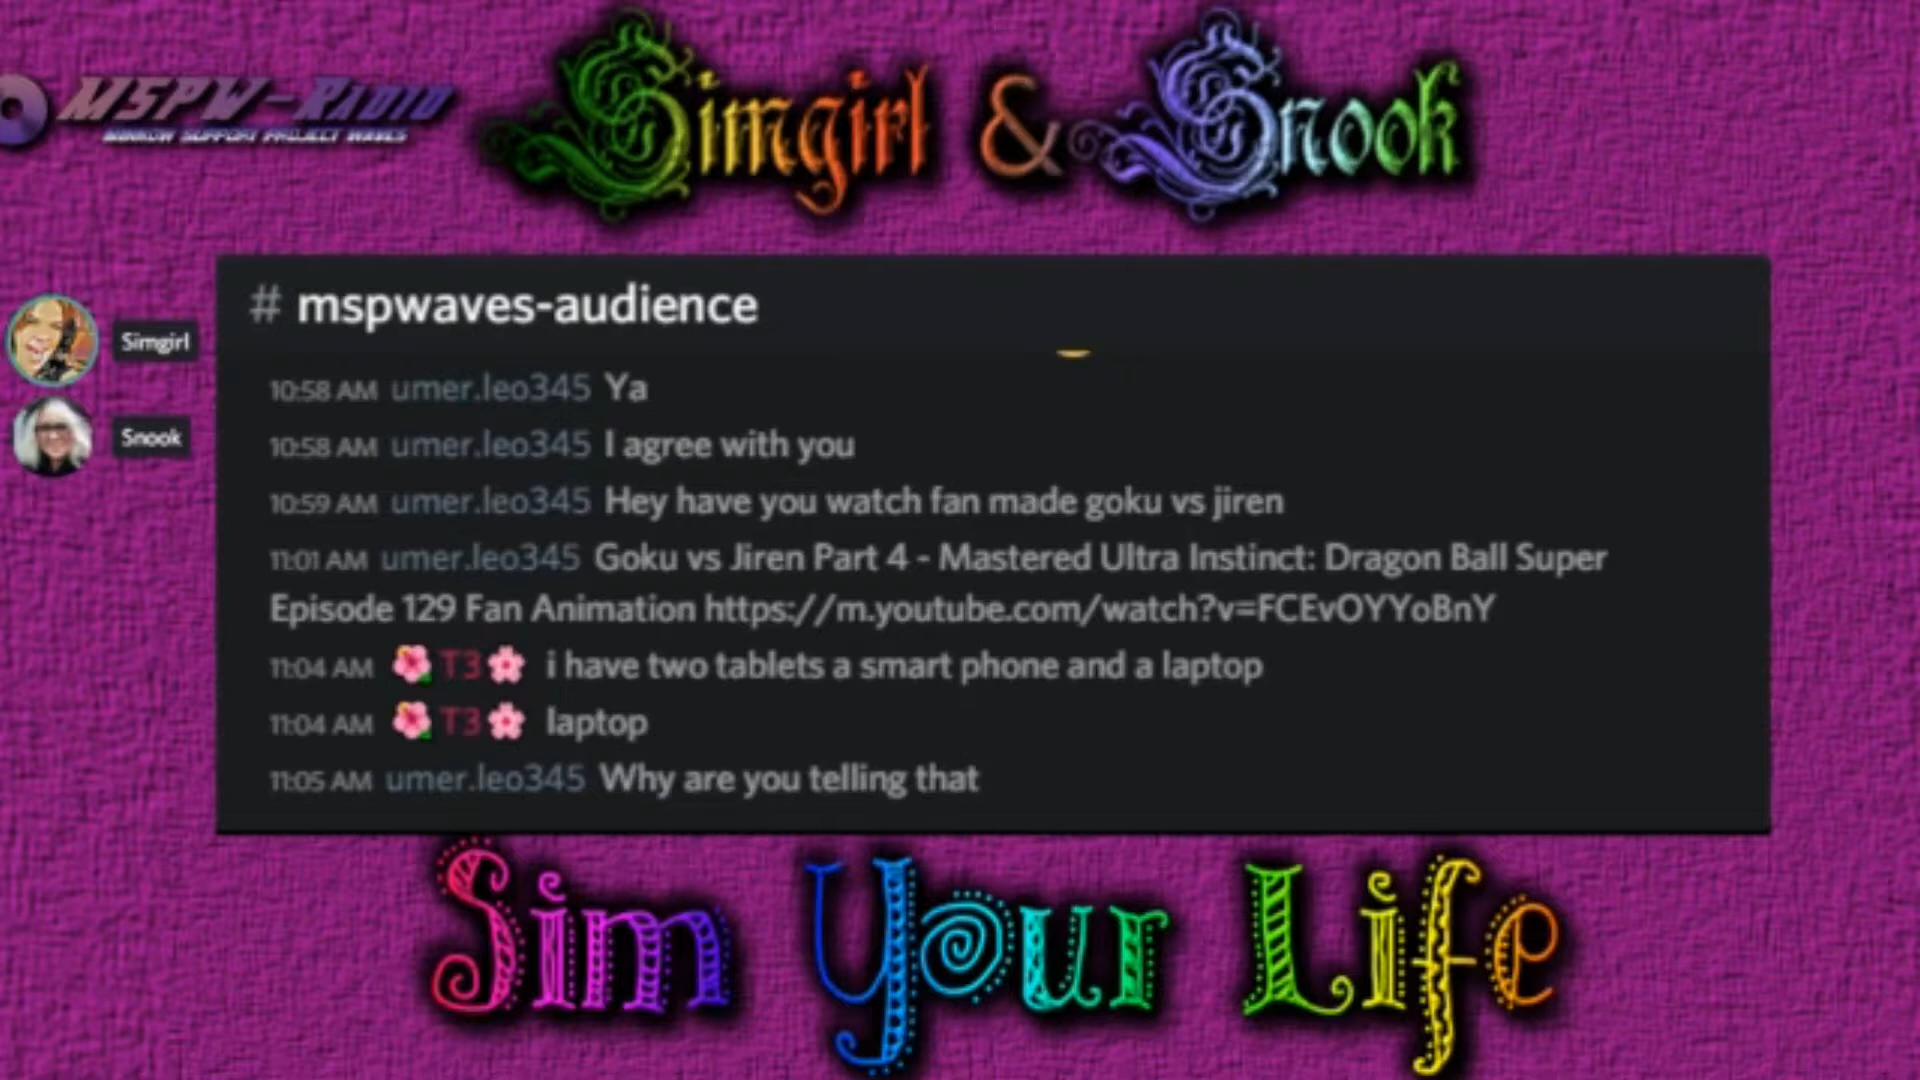 MSPW-Radio
MINNOW SUPPORT PROJECT WAVES
Simgirl & Snook
# mspwaves-audience
Simgirl
Snook
10:58 AM umer.leo345 Ya
10:58 AM umer.leo345 I agree with you
10:59 AM umer.leo345 Hey have you watch fan made goku vs jiren
11:01 AM umer.leo345 Goku vs Jiren Part 4 - Mastered Ultra Instinct: Dragon Ball Super
Episode 129 Fan Animation https://m.youtube.com/watch?v=FCEvOYYoBnY
11:04 AM 🌺T3🌸 i have two tablets a smart phone and a laptop
11:04 AM 🌺T3🌸 laptop
11:05 AM umer.leo345 Why are you telling that
Sim Your Life